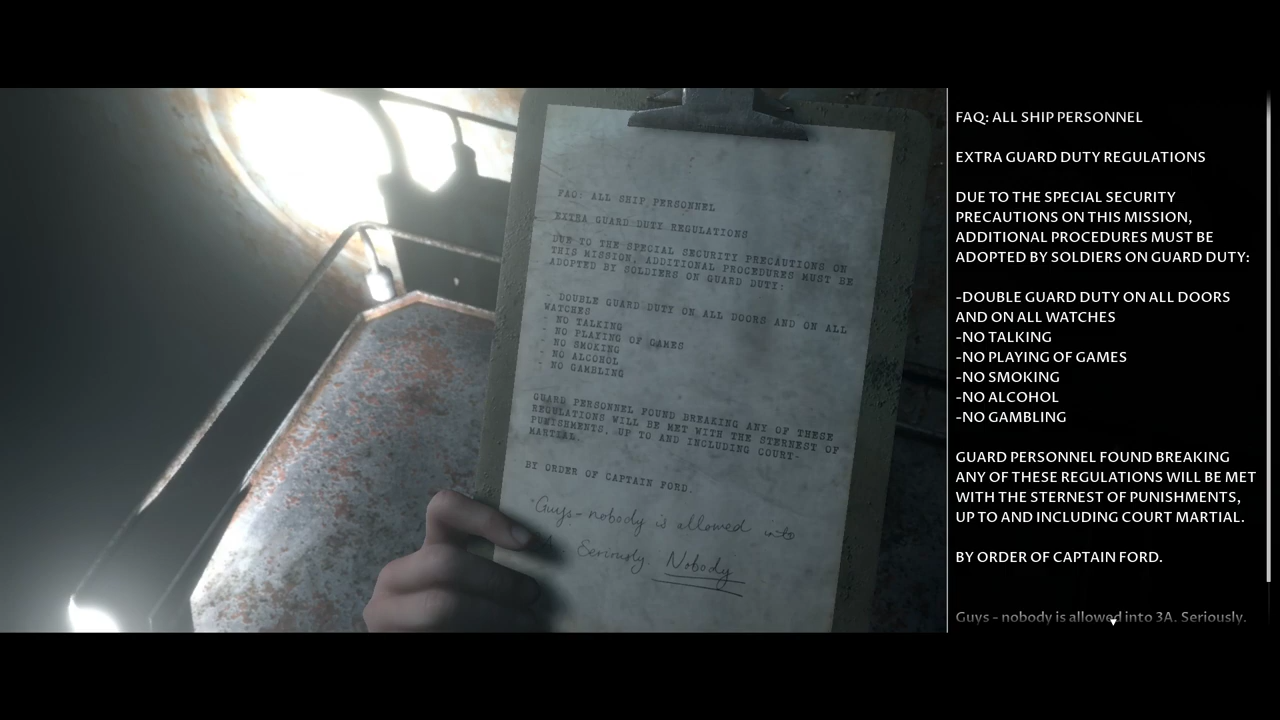 FAQ: ALL SHIP PERSONNEL
EXTRA GUARD DUTY REGULATIONS
DUE TO THE SPECIAL SECURITY PRECAUTIONS ON
THIS MISSION, ADDITIONAL PROCEDURES MUST BE
ADOPTED BY SOLDIERS ON GUARD DUTY:
- DOUBLE GUARD DUTY ON ALL DOORS AND ON ALL
WATCHES
- NO TALKING
- NO PLAYING OF GAMES
- NO SMOKING
- NO ALCOHOL
- NO GAMBLING
GUARD PERSONNEL FOUND BREAKING ANY OF THESE
REGULATIONS WILL BE MET WITH THE STERNEST OF
PUNISHMENTS, UP TO AND INCLUDING COURT-
MARTIAL.
BY ORDER OF CAPTAIN FORD.
Guys - nobody is allowed into
Seriously. Nobody
FAQ: ALL SHIP PERSONNEL
EXTRA GUARD DUTY REGULATIONS
DUE TO THE SPECIAL SECURITY
PRECAUTIONS ON THIS MISSION,
ADDITIONAL PROCEDURES MUST BE
ADOPTED BY SOLDIERS ON GUARD DUTY:
-DOUBLE GUARD DUTY ON ALL DOORS
AND ON ALL WATCHES
-NO TALKING
-NO PLAYING OF GAMES
-NO SMOKING
-NO ALCOHOL
-NO GAMBLING
GUARD PERSONNEL FOUND BREAKING
ANY OF THESE REGULATIONS WILL BE MET
WITH THE STERNEST OF PUNISHMENTS,
UP TO AND INCLUDING COURT MARTIAL.
BY ORDER OF CAPTAIN FORD.
Guys - nobody is allowed into 3A. Seriously.